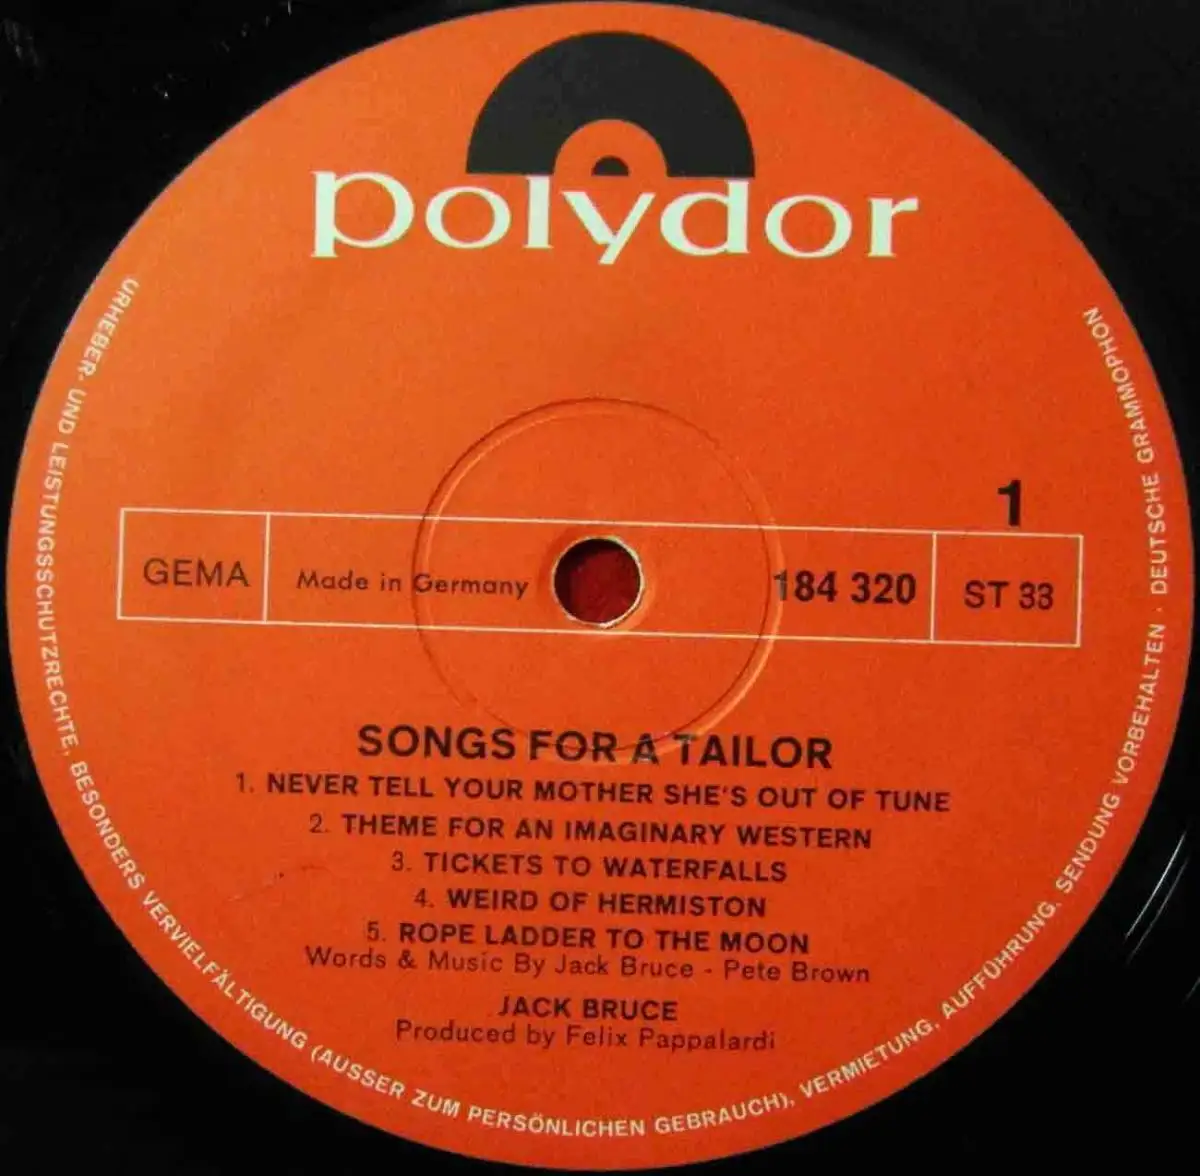 polydor
1
GEMA
Made in Germany
184 320
ST 33
SONGS FOR A TAILOR
1. NEVER TELL YOUR MOTHER SHE'S OUT OF TUNE
2. THEME FOR AN IMAGINARY WESTERN
3. TICKETS TO WATERFALLS
4. WEIRD OF HERMISTON
5. ROPE LADDER TO THE MOON
Words & Music By Jack Bruce - Pete Brown
JACK BRUCE
Produced by Felix Pappalardi
URHEBER- UND LEISTUNGSSCHUTZRECHTE, BESONDERS VERVIELFÄLTIGUNG (AUSSER ZUM PERSÖNLICHEN GEBRAUCH), VERMIETUNG, AUFFÜHRUNG, SENDUNG VORBEHALTEN · DEUTSCHE GRAMMOPHON